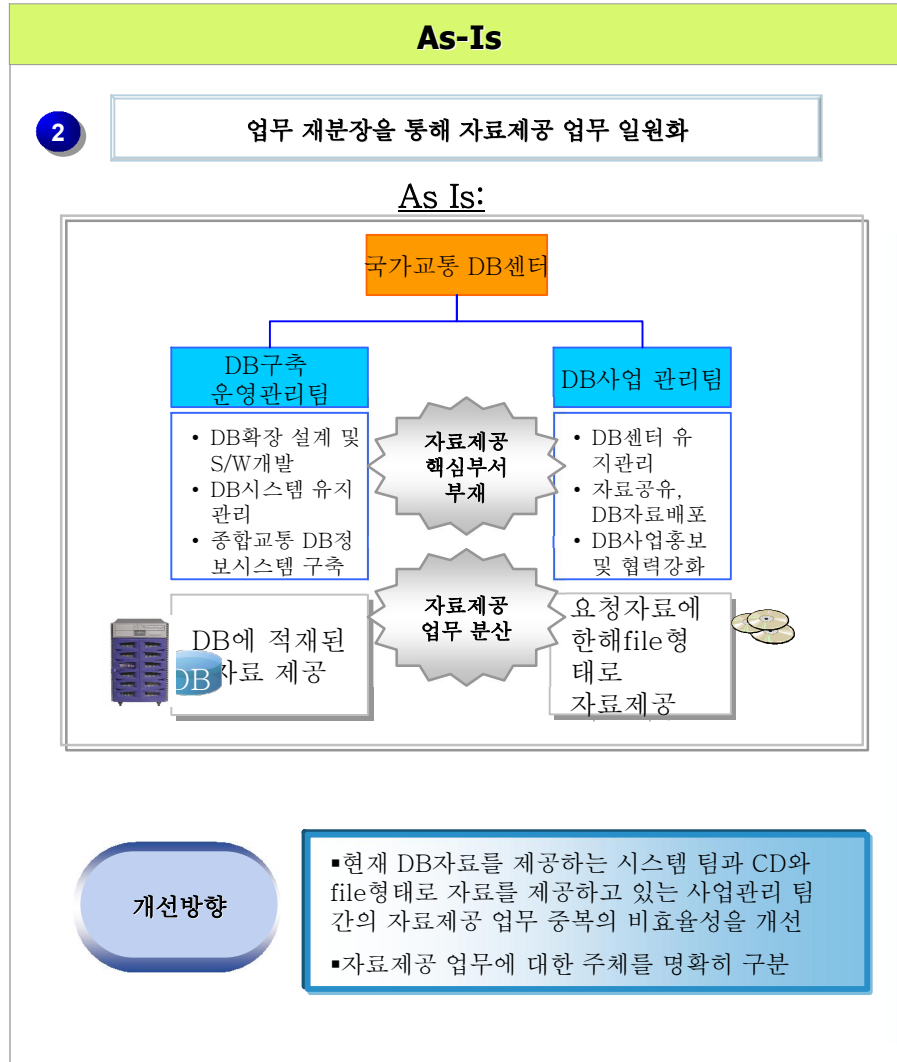 As-Is
2
업무 재분장을 통해 자료제공 업무 일원화
As Is:
국가교통 DB센터
DB구축
운영관리팀
DB사업 관리팀
• DB확장 설계 및
S/W개발
• DB시스템 유지
관리
• 종합교통 DB정
보시스템 구축
자료제공
핵심부서
부재
• DB센터 유
지관리
• 자료공유,
DB자료배포
• DB사업홍보
및 협력강화
자료제공
업무 분산
DB에 적재된
자료 제공
DB
요청자료에
한해file형
태로
자료제공
개선방향
▪현재 DB자료를 제공하는 시스템 팀과 CD와
file형태로 자료를 제공하고 있는 사업관리 팀
간의 자료제공 업무 중복의 비효율성을 개선
▪자료제공 업무에 대한 주체를 명확히 구분